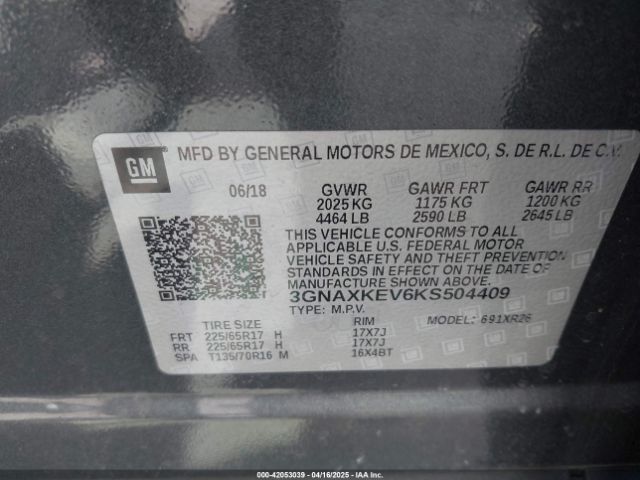 GM MFD BY GENERAL MOTORS DE MEXICO, S. DE R.L. DE C.V.
06/18 GVWR GAWR FRT GAWR RR
2025 KG 1175 KG 1200 KG
4464 LB 2590 LB 2645 LB
THIS VEHICLE CONFORMS TO ALL
APPLICABLE U.S. FEDERAL MOTOR
VEHICLE SAFETY AND THEFT PREVENTION
STANDARDS IN EFFECT ON THE DATE OF
MANUFACTURE SHOWN ABOVE.
3GNAXKEV6KS504409
TYPE: M.P.V. MODEL: 691XR26
TIRE SIZE RIM
FRT 225/65R17 H 17X7J
RR 225/65R17 H 17X7J
SPA T135/70R16 M 16X4BT
000-42053039 - 04/16/2025 - IAA Inc.